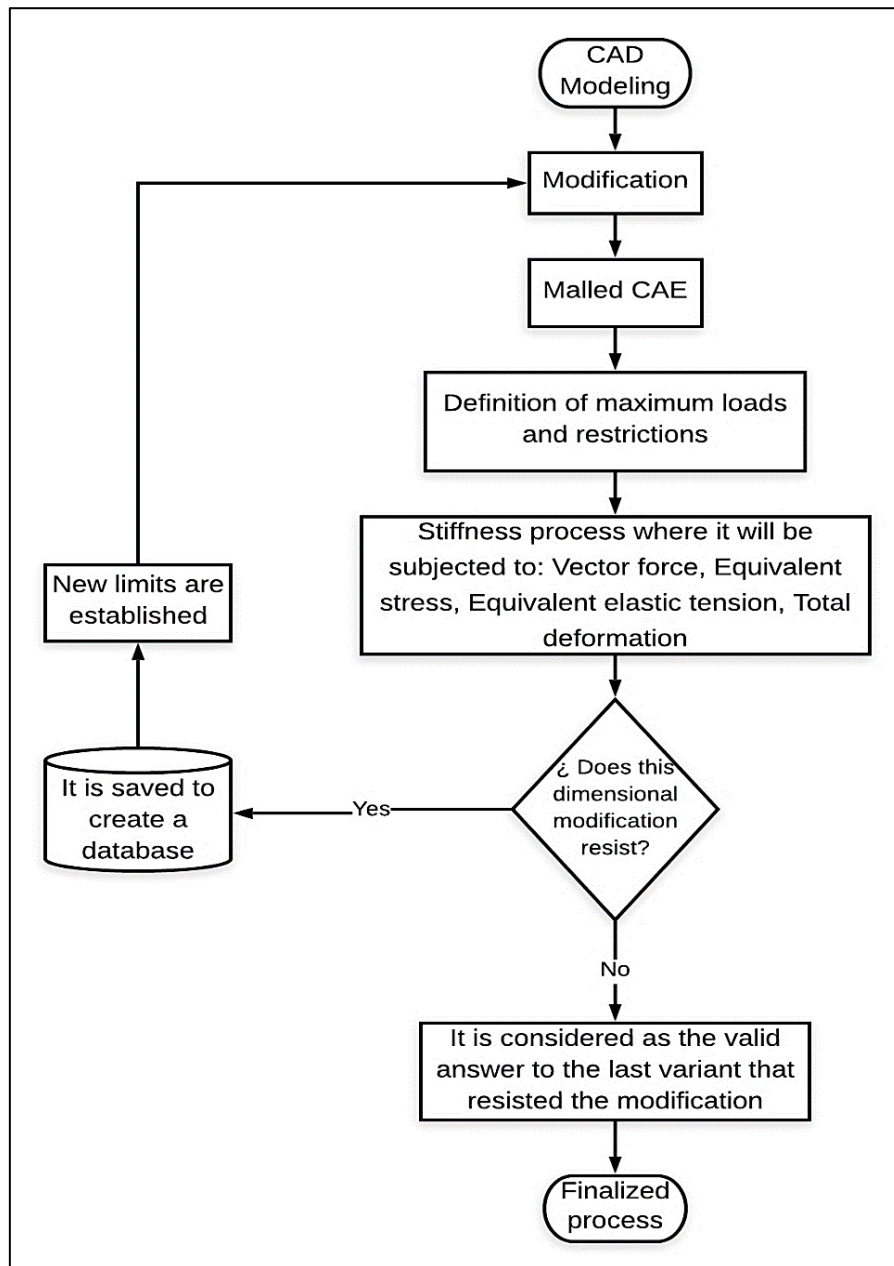 CAD
Modeling
Modification
Malled CAE
Definition of maximum loads
and restrictions
Stiffness process where it will be
subjected to: Vector force, Equivalent
stress, Equivalent elastic tension, Total
deformation
New limits are
established
¿ Does this
dimensional
modification
resist?
Yes
It is saved to
create a
database
No
It is considered as the valid
answer to the last variant that
resisted the modification
Finalized
process